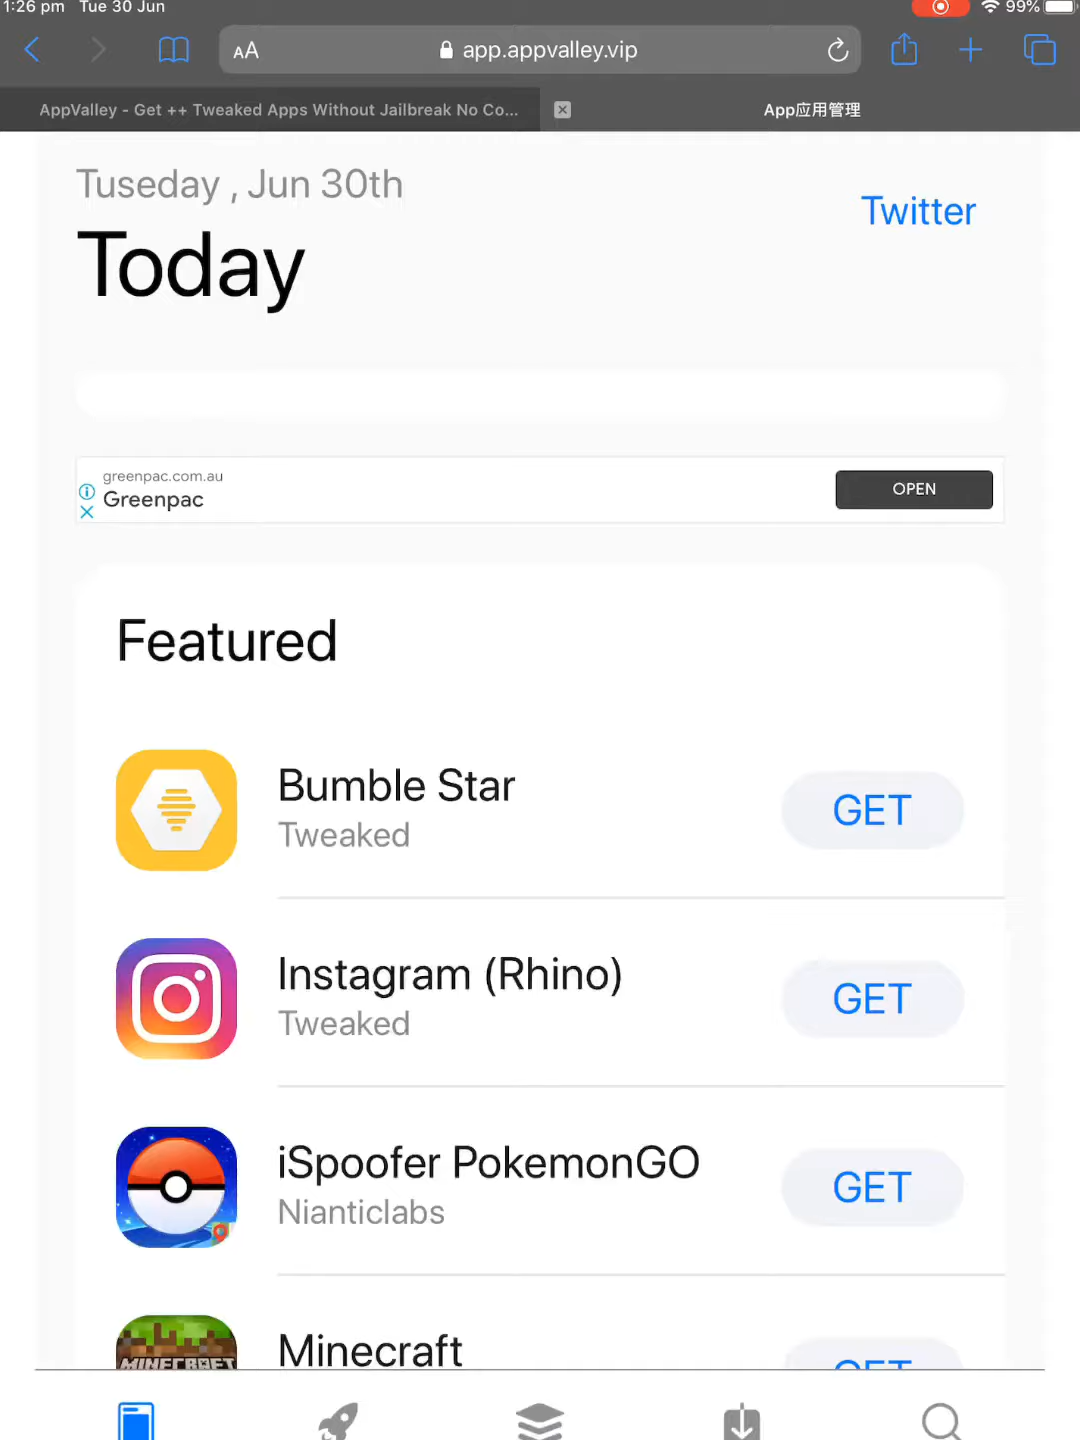 1:26 pm Tue 30 Jun 99%
AA app.appvalley.vip
AppValley - Get ++ Tweaked Apps Without Jailbreak No Co... App应用管理
Tuseday , Jun 30th
Twitter
Today
greenpac.com.au
Greenpac
OPEN
Featured
Bumble Star
Tweaked
GET
Instagram (Rhino)
Tweaked
GET
iSpoofer PokemonGO
Nianticlabs
GET
MINECRAFT
Minecraft
GET